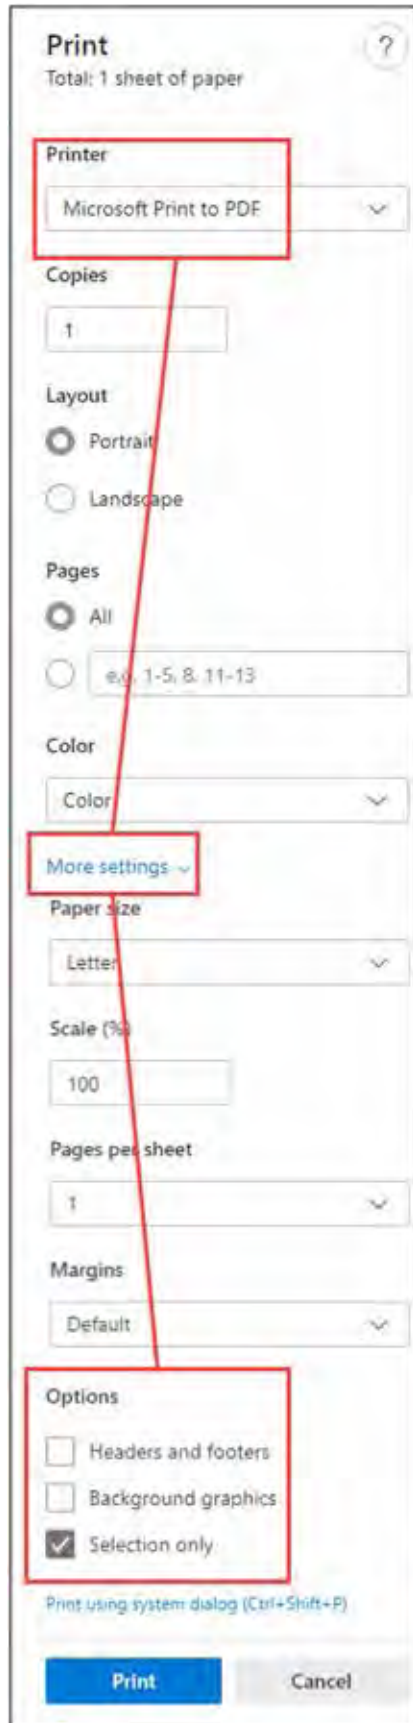 Print
?
Total: 1 sheet of paper
Printer
Microsoft Print to PDF
Copies
1
Layout
Portrait
Landscape
Pages
All
e.g. 1-5, 8, 11-13
Color
Color
More settings
Paper size
Letter
Scale (%)
100
Pages per sheet
1
Margins
Default
Options
Headers and footers
Background graphics
Selection only
Print using system dialog (Ctrl+Shift+P)
Print
Cancel